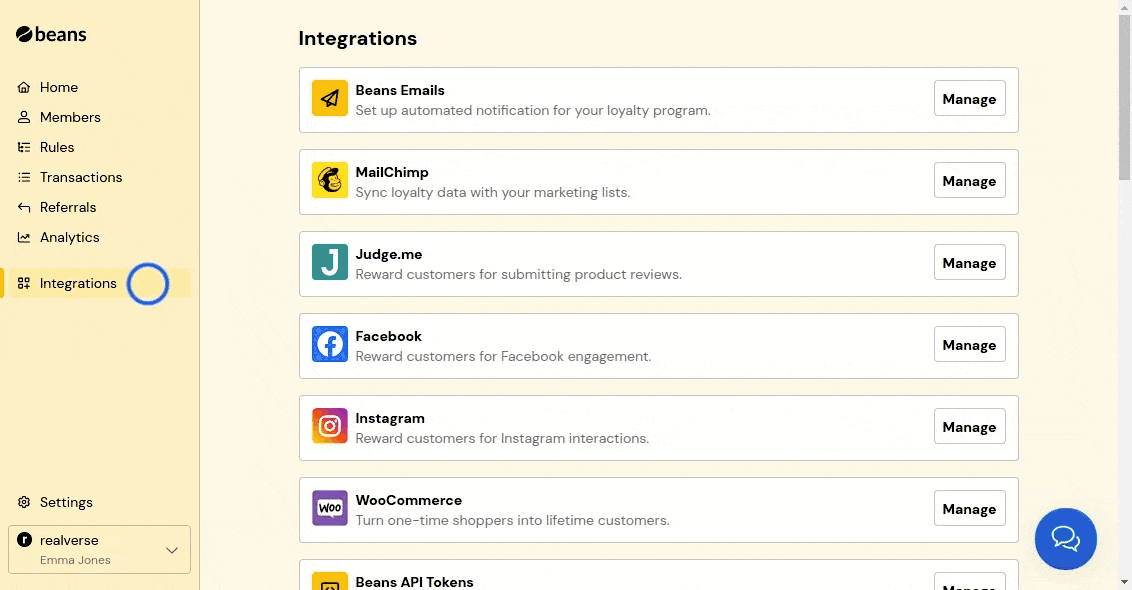 beans
Home
Members
Rules
Transactions
Referrals
Analytics
Integrations
Settings
r
realverse
Emma Jones
Integrations
Beans Emails
Set up automated notification for your loyalty program.
Manage
MailChimp
Sync loyalty data with your marketing lists.
Manage
J
Judge.me
Reward customers for submitting product reviews.
Manage
Facebook
Reward customers for Facebook engagement.
Manage
Instagram
Reward customers for Instagram interactions.
Manage
Woo
WooCommerce
Turn one-time shoppers into lifetime customers.
Manage
Beans API Tokens
Manage